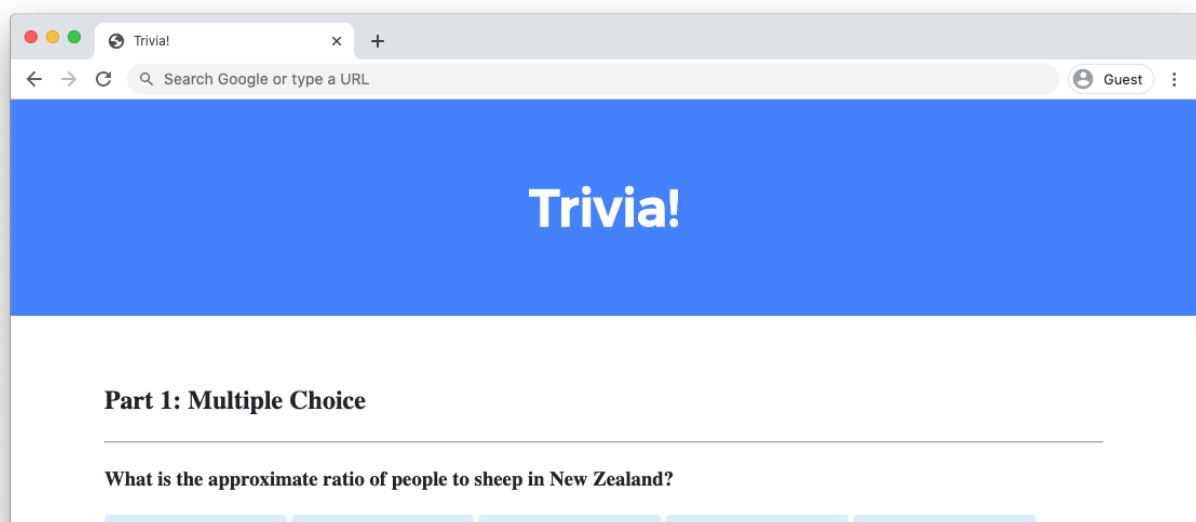 Trivia!
Search Google or type a URL
Guest
Trivia!
Part 1: Multiple Choice
What is the approximate ratio of people to sheep in New Zealand?